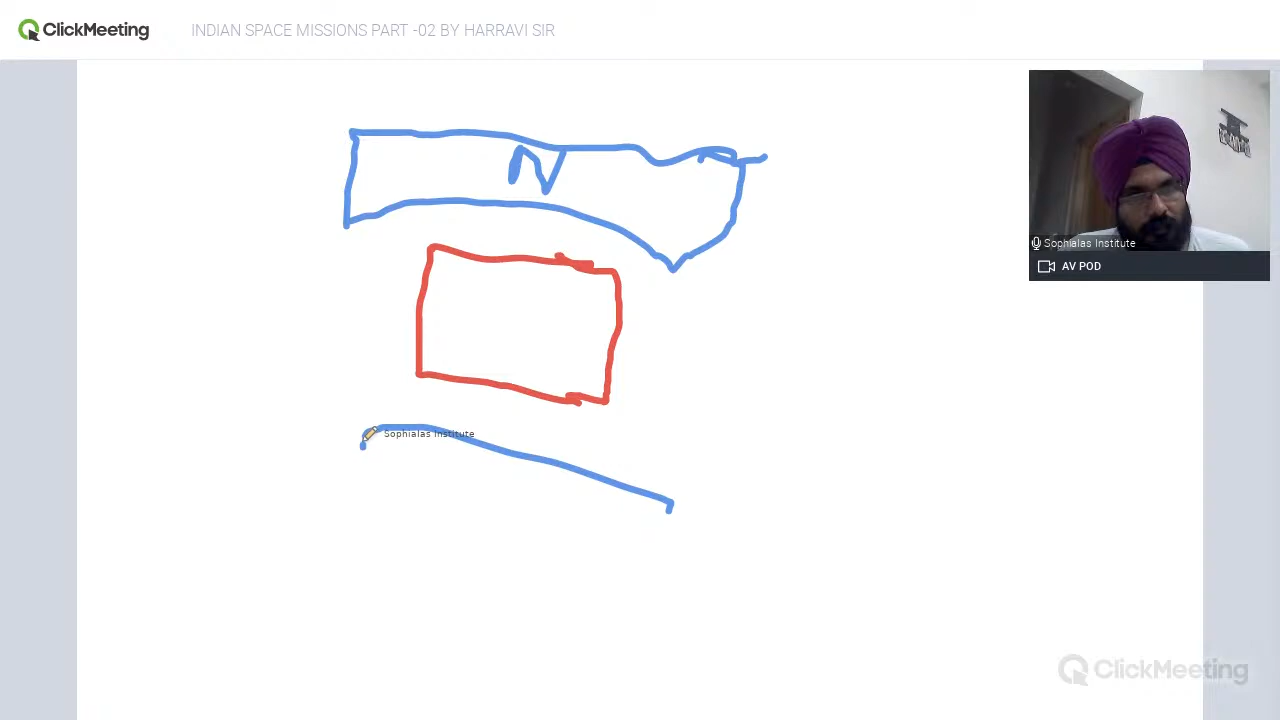 ClickMeeting
INDIAN SPACE MISSIONS PART -02 BY HARRAVI SIR
N
Sophialas Institute
AV POD
Sophialas Institute
ClickMeeting